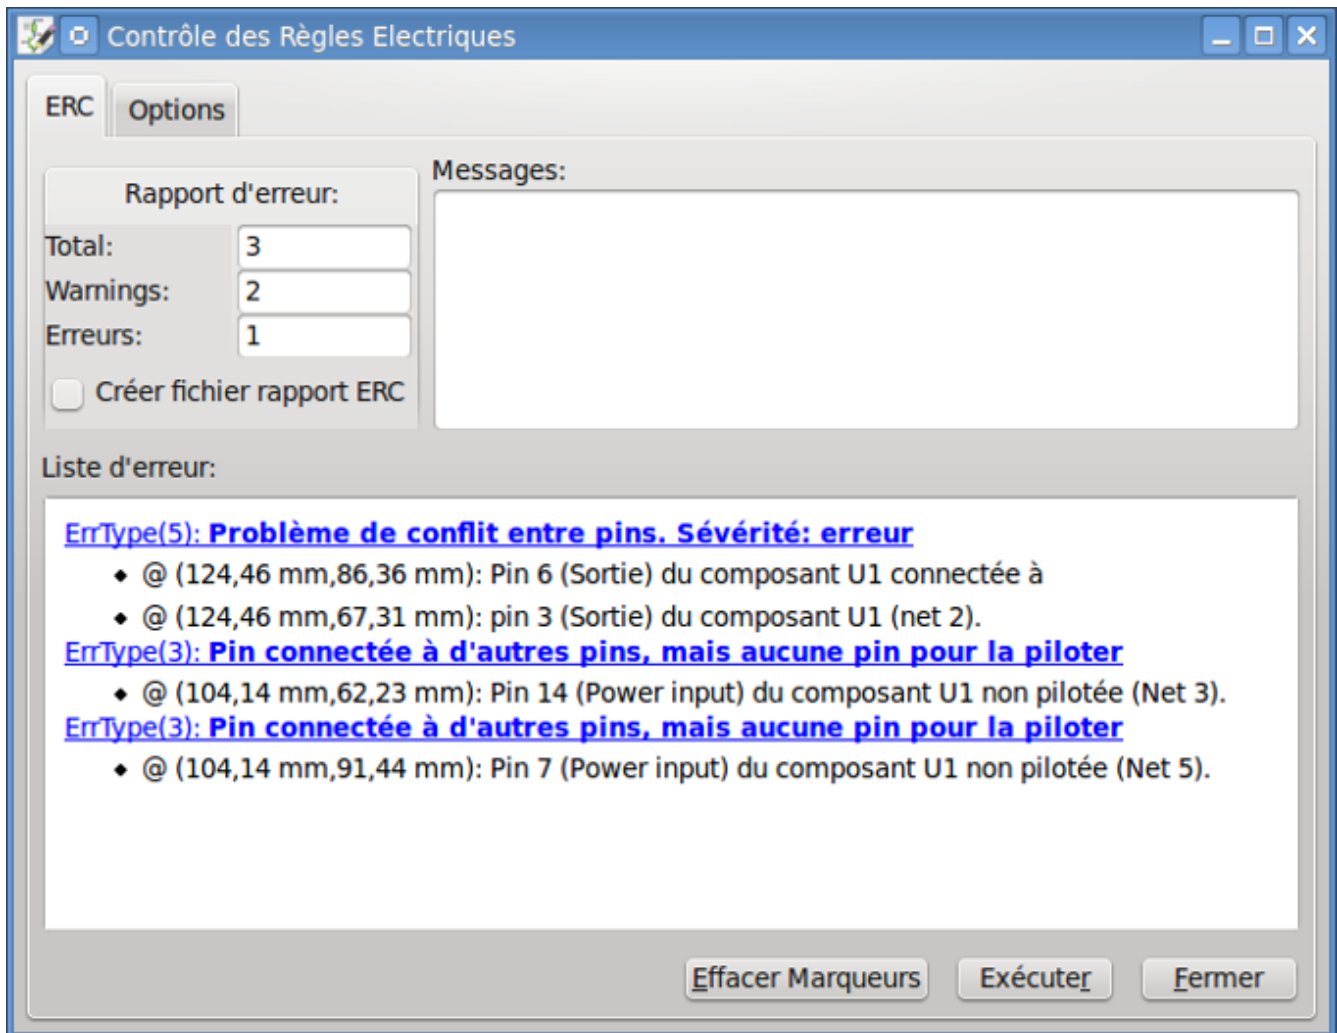 Contrôle des Règles Electriques
ERC
Options
Rapport d'erreur:
Messages:
Total:
3
Warnings:
2
Erreurs:
1
Créer fichier rapport ERC
Liste d'erreur:
ErrType(5): Problème de conflit entre pins. Sévérité: erreur
@ (124,46 mm,86,36 mm): Pin 6 (Sortie) du composant U1 connectée à
@ (124,46 mm,67,31 mm): pin 3 (Sortie) du composant U1 (net 2).
ErrType(3): Pin connectée à d'autres pins, mais aucune pin pour la piloter
@ (104,14 mm,62,23 mm): Pin 14 (Power input) du composant U1 non pilotée (Net 3).
ErrType(3): Pin connectée à d'autres pins, mais aucune pin pour la piloter
@ (104,14 mm,91,44 mm): Pin 7 (Power input) du composant U1 non pilotée (Net 5).
Effacer Marqueurs
Exécuter
Fermer